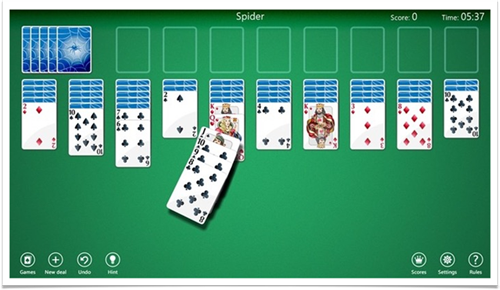 Spider
Score: 0
Time: 05:37
Games
New deal
Undo
Hint
Scores
Settings
Rules